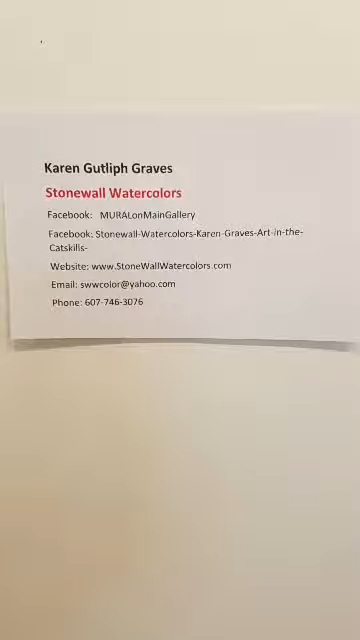 Karen Gutliph Graves
Stonewall Watercolors
Facebook: MURALonMainGallery
Facebook: Stonewall-Watercolors-Karen-Graves-Art-in-the-
Catskills-
Website: www.StoneWallWatercolors.com
Email: swwcolor@yahoo.com
Phone: 607-746-3076